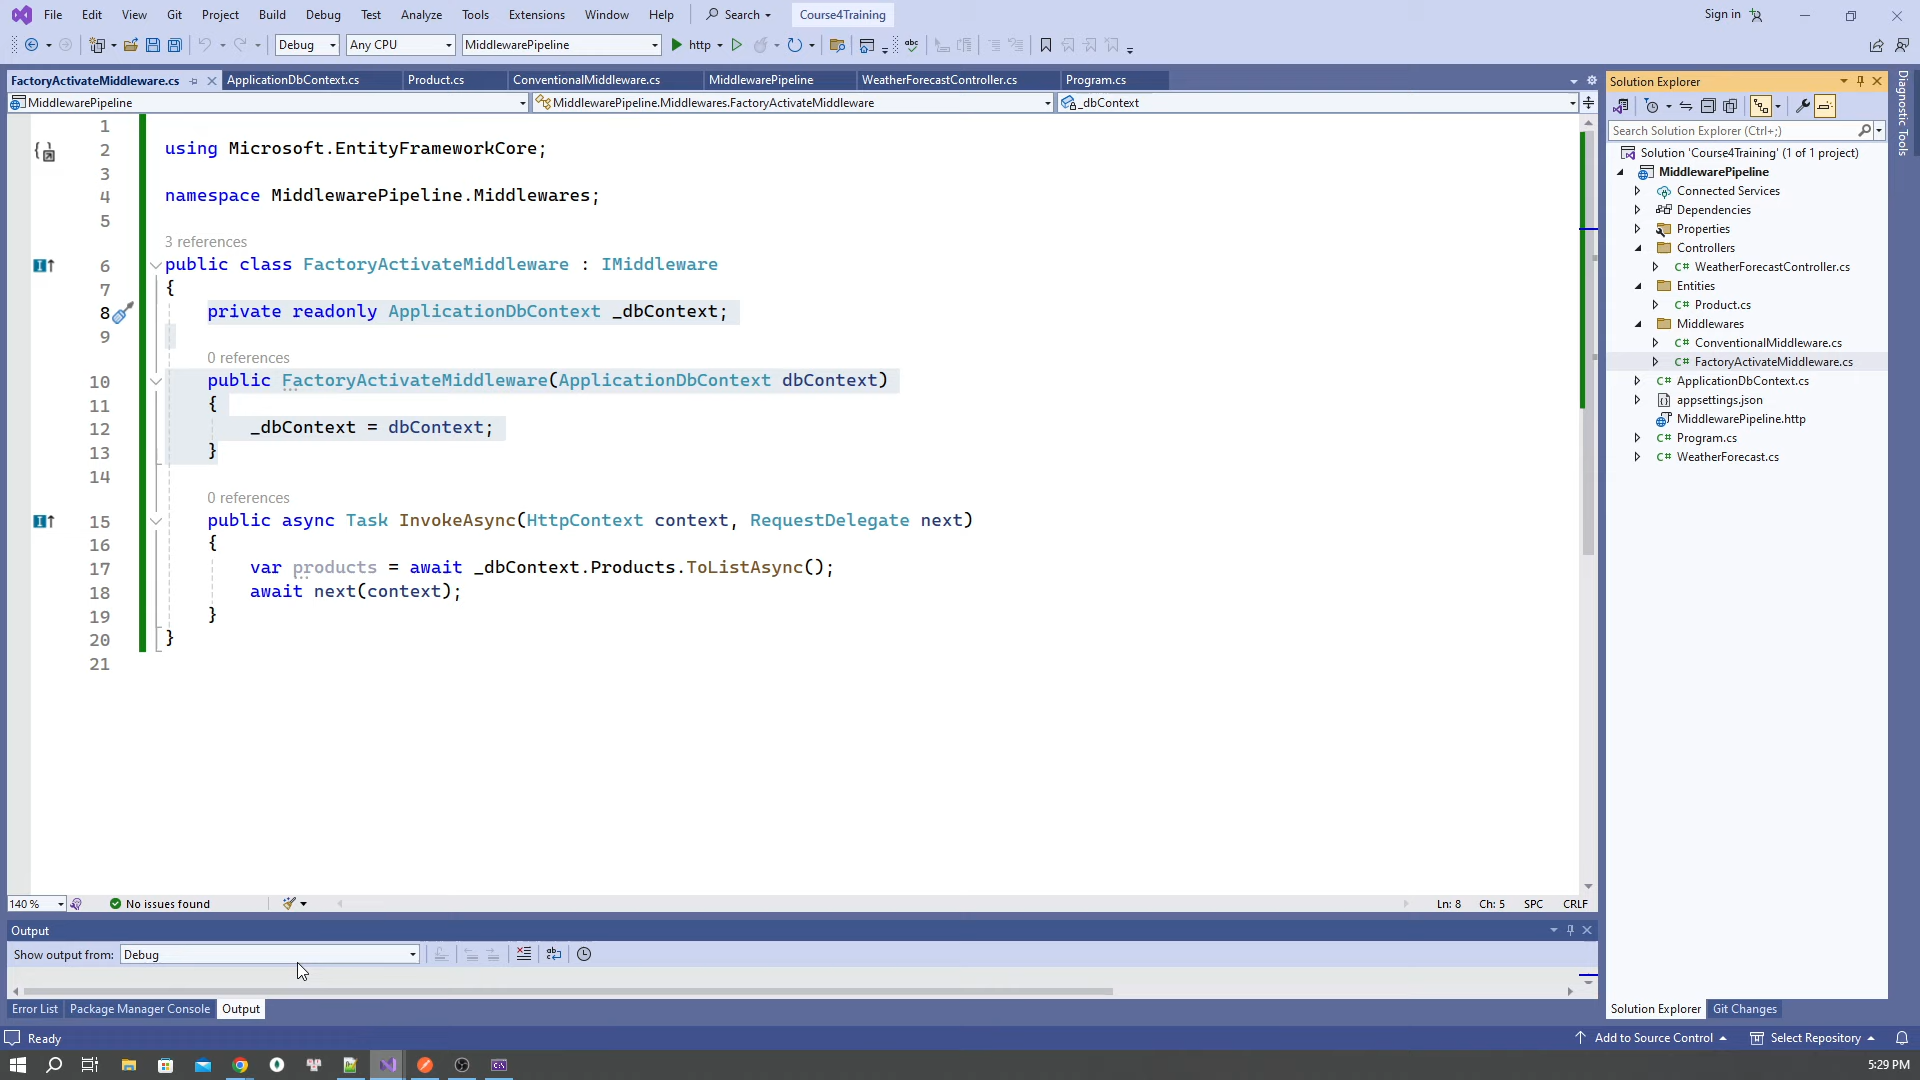 File Edit View Git Project Build Debug Test Analyze Tools Extensions Window Help Search Course4Training Sign in
Debug Any CPU MiddlewarePipeline http
FactoryActivateMiddleware.cs ApplicationDbContext.cs Product.cs ConventionalMiddleware.cs MiddlewarePipeline WeatherForecastController.cs Program.cs
MiddlewarePipeline MiddlewarePipeline.Middlewares.FactoryActivateMiddleware _dbContext
1
2 using Microsoft.EntityFrameworkCore;
3
4 namespace MiddlewarePipeline.Middlewares;
5
3 references
6 public class FactoryActivateMiddleware : IMiddleware
7 {
8 private readonly ApplicationDbContext _dbContext;
9
0 references
10 public FactoryActivateMiddleware(ApplicationDbContext dbContext)
11 {
12 _dbContext = dbContext;
13 }
14
0 references
15 public async Task InvokeAsync(HttpContext context, RequestDelegate next)
16 {
17 var products = await _dbContext.Products.ToListAsync();
18 await next(context);
19 }
20 }
21
140 % No issues found Ln: 8 Ch: 5 SPC CRLF
Output
Show output from: Debug
Error List Package Manager Console Output
Solution Explorer
Search Solution Explorer (Ctrl+;)
Solution 'Course4Training' (1 of 1 project)
MiddlewarePipeline
Connected Services
Dependencies
Properties
Controllers
C# WeatherForecastController.cs
Entities
C# Product.cs
Middlewares
C# ConventionalMiddleware.cs
C# FactoryActivateMiddleware.cs
C# ApplicationDbContext.cs
appsettings.json
MiddlewarePipeline.http
C# Program.cs
C# WeatherForecast.cs
Solution Explorer Git Changes
Diagnostic Tools
Ready Add to Source Control Select Repository
5:29 PM